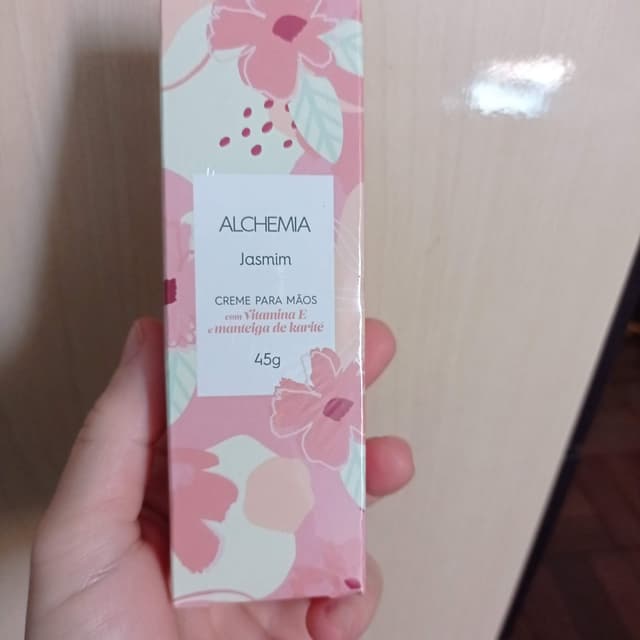 ALCHEMIA
Jasmim
CREME PARA MÃOS
com Vitamina E
e manteiga de karité
45g